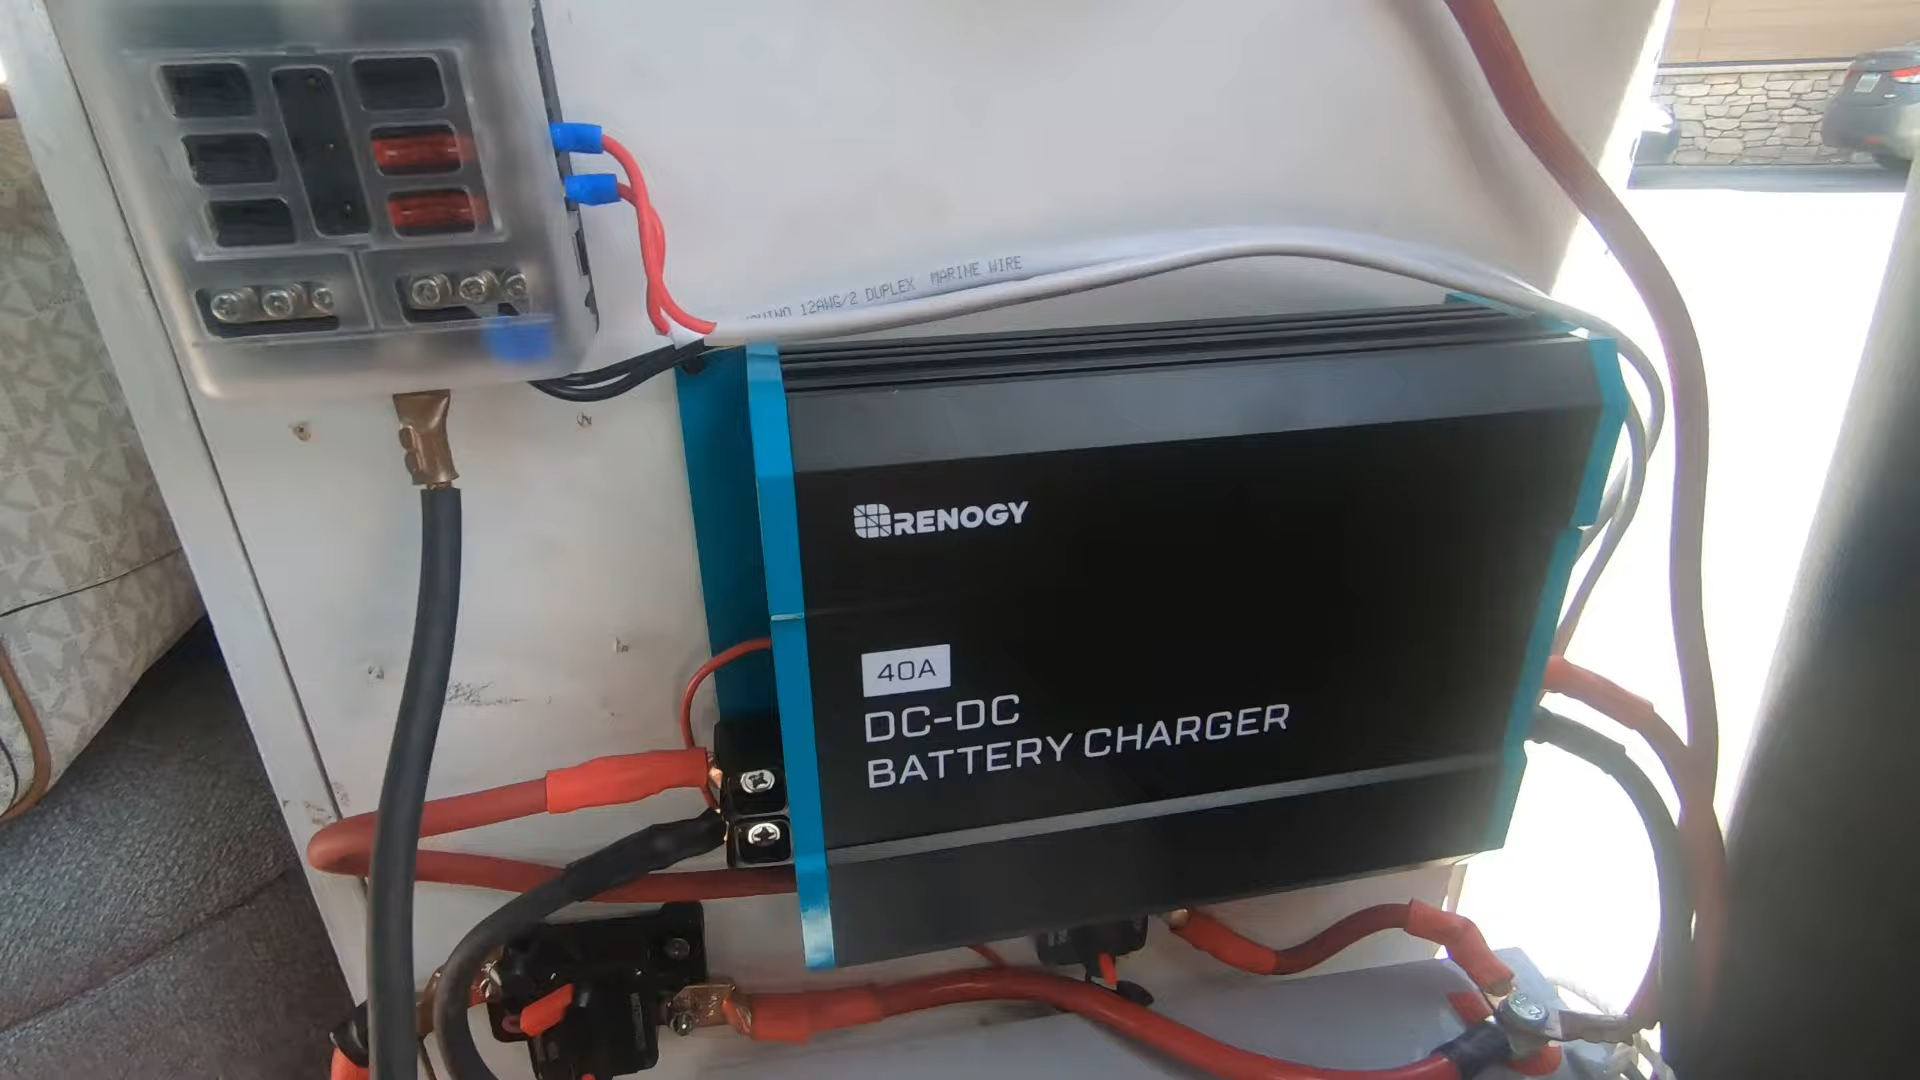 12AWG/2 DUPLEX MARINE WIRE
RENOGY
40A
DC-DC
BATTERY CHARGER